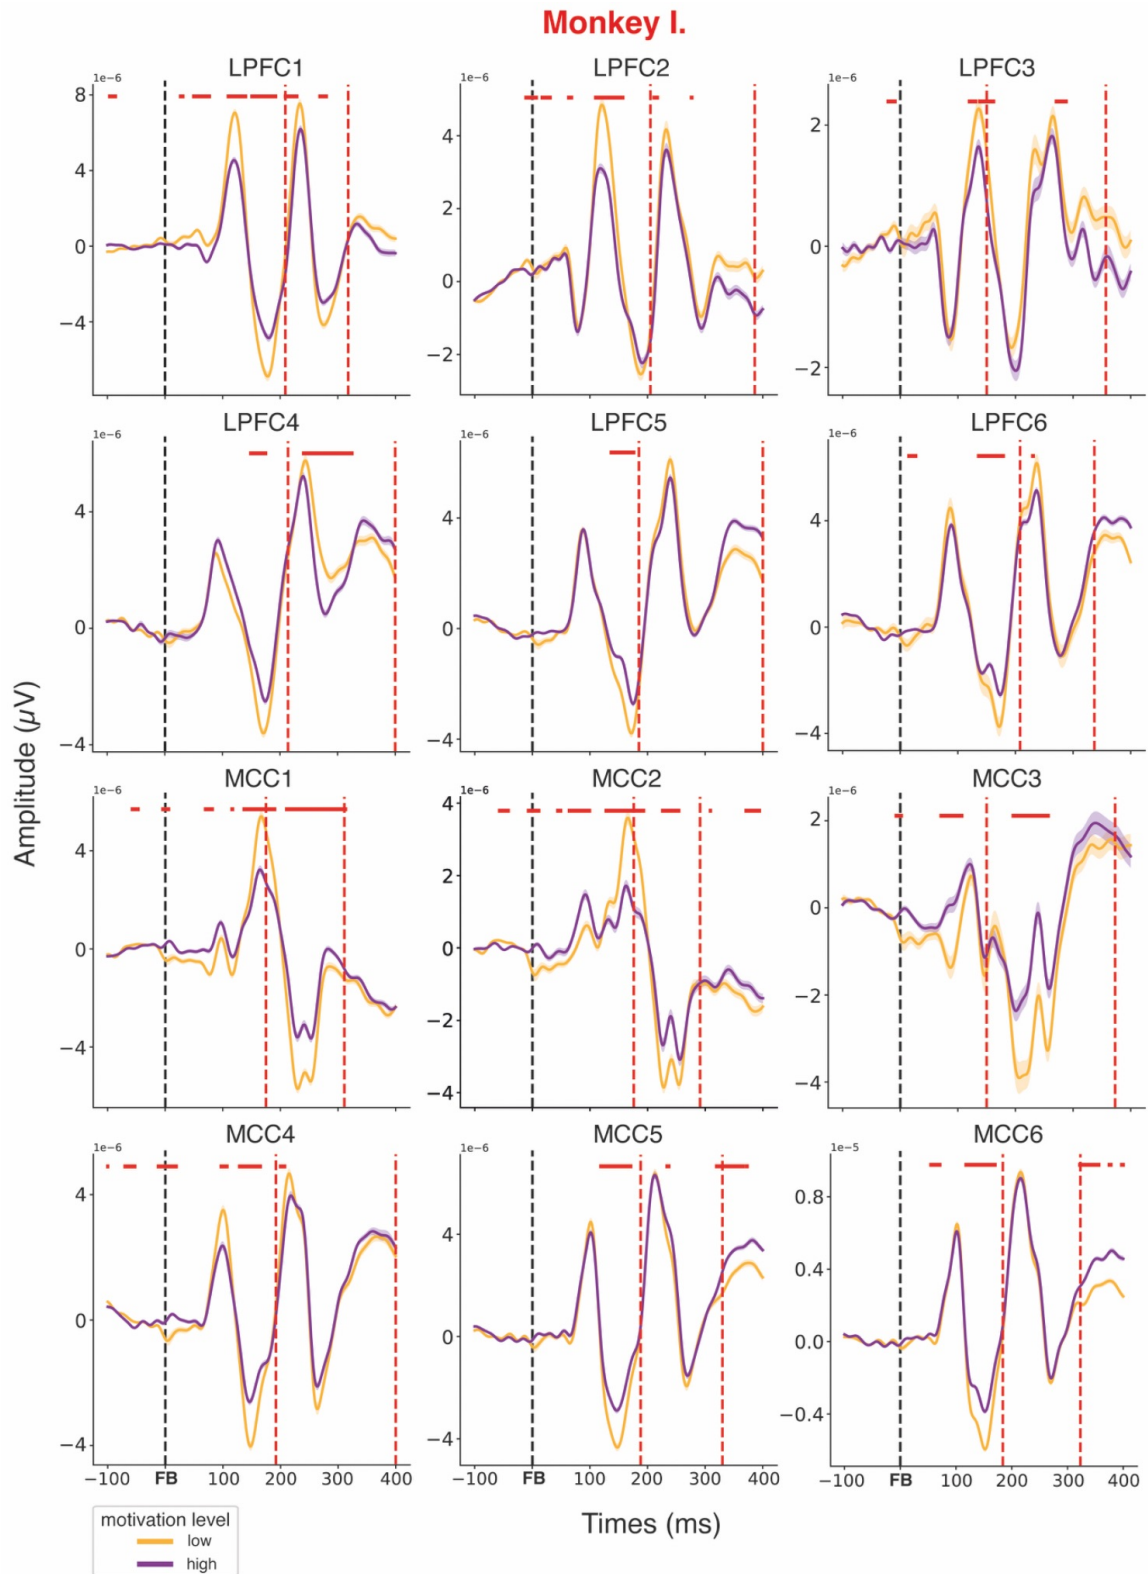 Monkey I.
LPFC1
LPFC2
LPFC3
1e-6
1e-6
1e-6
8
4
0
−4
4
2
0
−2
2
0
−2
LPFC4
LPFC5
LPFC6
1e-6
1e-6
1e-6
4
0
−4
4
0
−4
4
0
−4
Amplitude (μV)
MCC1
MCC2
MCC3
1e-6
1e-6
1e-6
4
0
−4
4
2
0
−2
−4
2
0
−2
−4
MCC4
MCC5
MCC6
1e-6
1e-6
1e-5
4
0
−4
4
0
−4
0.8
0.4
0.0
−0.4
−100 FB 100 200 300 400
−100 FB 100 200 300 400
−100 FB 100 200 300 400
Times (ms)
motivation level
low
high